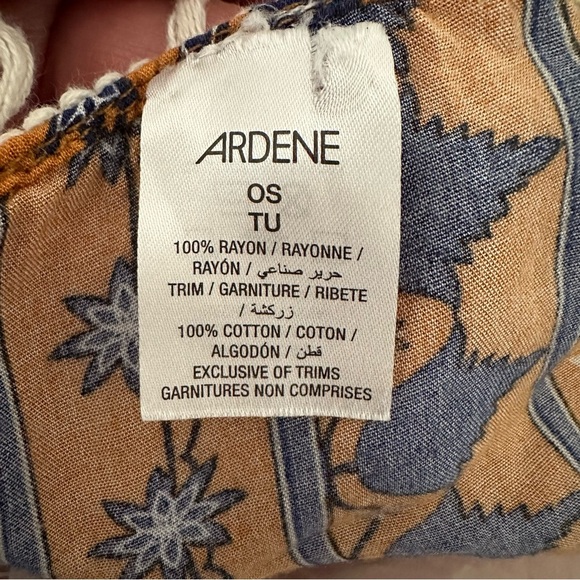 ARDENE
OS
TU
100% RAYON / RAYONNE /
RAYÓN / حرير صناعي /
TRIM / GARNITURE / RIBETE
/ زركشة /
100% COTTON / COTON /
ALGODÓN / قطن /
EXCLUSIVE OF TRIMS
GARNITURES NON COMPRISES